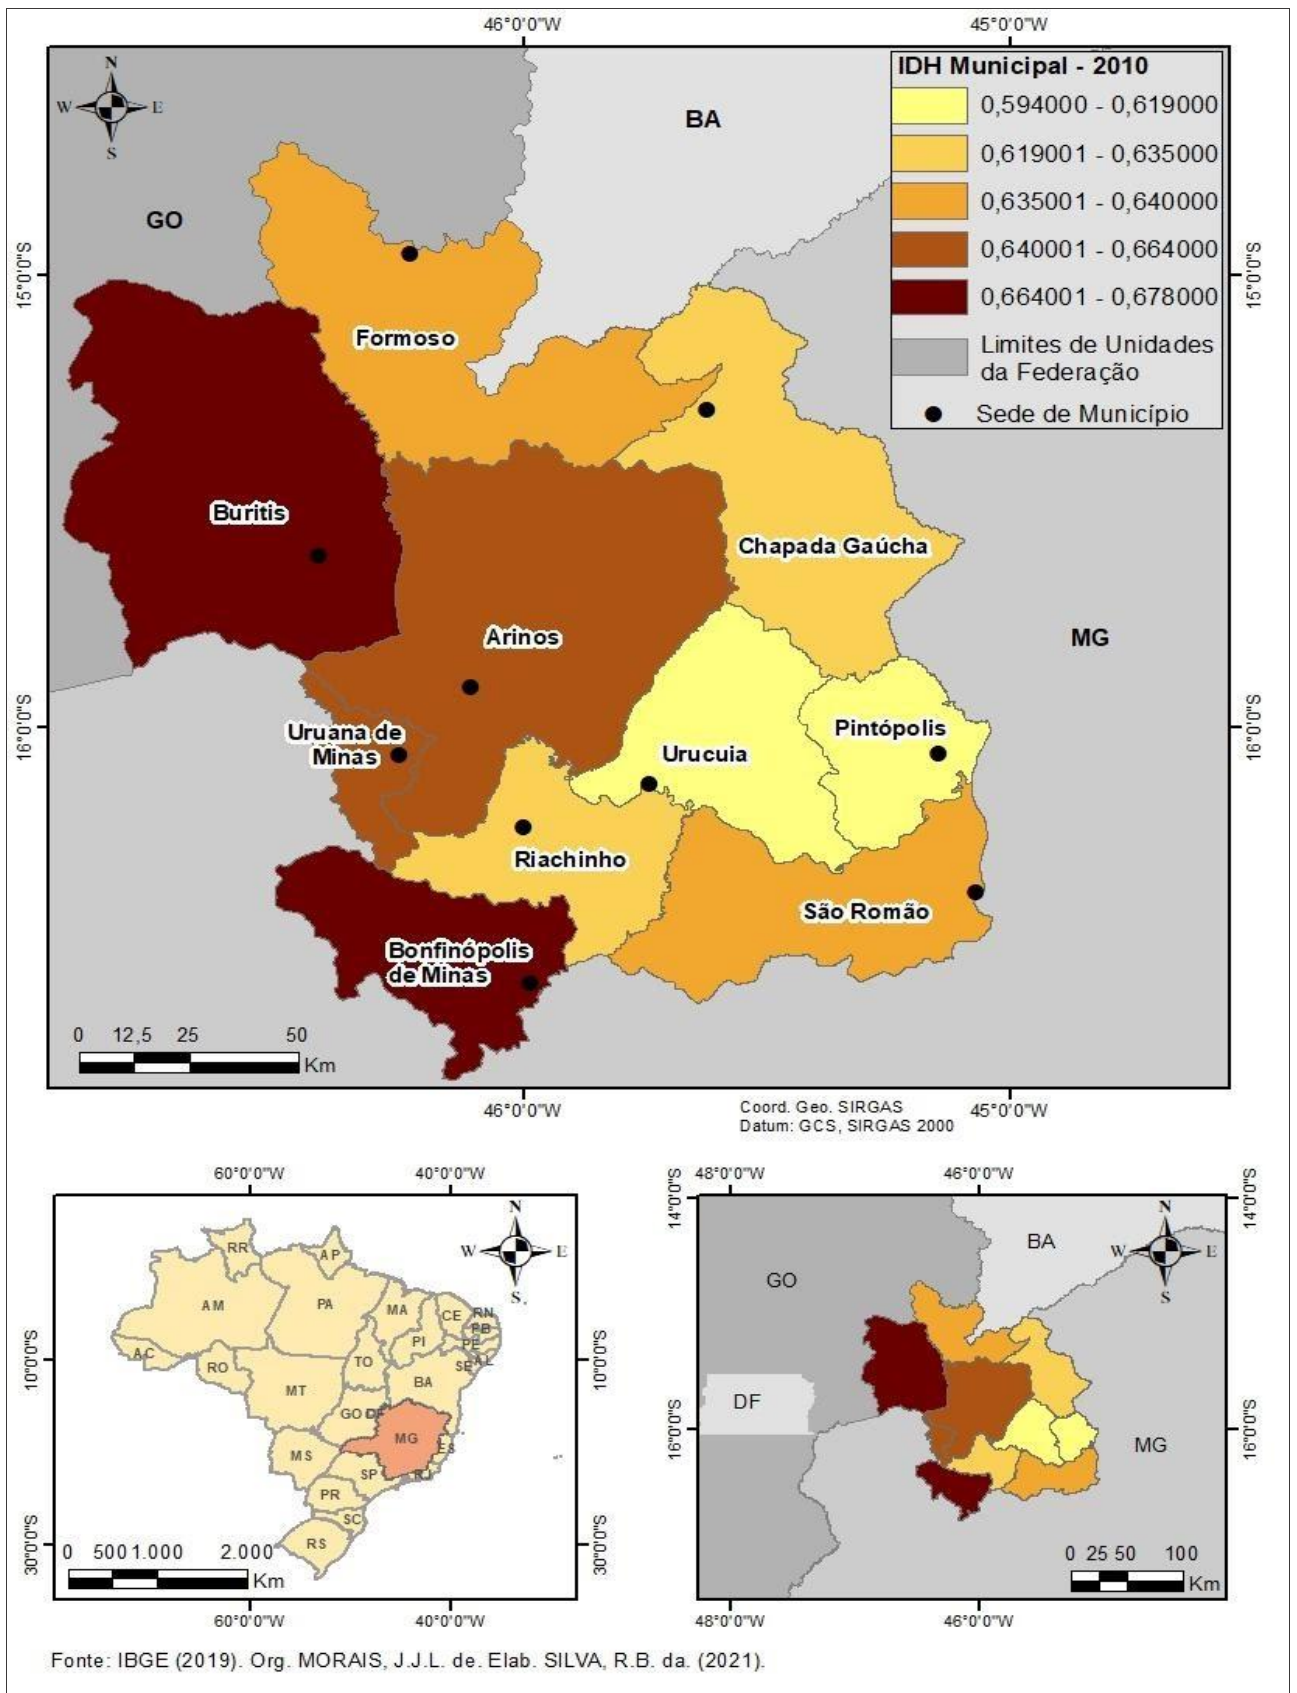 46°0'0"W
45°0'0"W
N
W
E
S
IDH Municipal - 2010
0,594000 - 0,619000
0,619001 - 0,635000
0,635001 - 0,640000
0,640001 - 0,664000
0,664001 - 0,678000
Limites de Unidades
da Federação
Sede de Município
BA
GO
15°0'0"S
15°0'0"S
Formoso
Buritis
Chapada Gaúcha
Arinos
MG
16°0'0"S
16°0'0"S
Uruana de
Minas
Urucuia
Pintópolis
Riachinho
São Romão
Bonfinópolis
de Minas
0 12,5 25 50
Km
46°0'0"W
45°0'0"W
Coord. Geo. SIRGAS
Datum: GCS, SIRGAS 2000
60°0'0"W
40°0'0"W
N
W
E
S
RR
AP
AM
PA
MA
CE
RN
PB
PI
PE
AC
RO
TO
SE
AL
MT
BA
GO
DF
MG
MS
ES
SP
RJ
PR
SC
RS
10°0'0"S
10°0'0"S
30°0'0"S
30°0'0"S
0 500 1.000 2.000
Km
60°0'0"W
40°0'0"W
48°0'0"W
46°0'0"W
14°0'0"S
14°0'0"S
N
W
E
S
BA
GO
DF
MG
16°0'0"S
16°0'0"S
0 25 50 100
Km
48°0'0"W
46°0'0"W
Fonte: IBGE (2019). Org. MORAIS, J.J.L. de. Elab. SILVA, R.B. da. (2021).